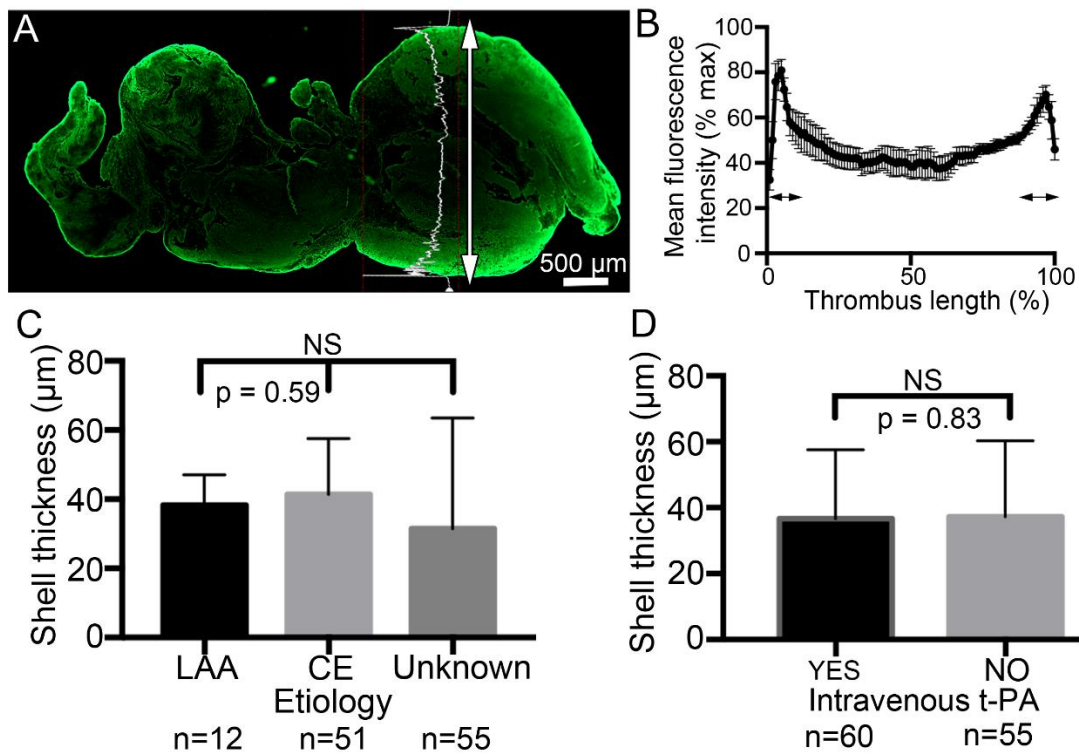 A
500 µm
B
Mean fluorescence
intensity (% max)
100
80
60
40
20
0
0 50 100
Thrombus length (%)
C
Shell thickness (µm)
80
60
40
20
0
NS
p = 0.59
LAA CE Unknown
Etiology
n=12 n=51 n=55
D
Shell thickness (µm)
80
60
40
20
0
NS
p = 0.83
YES NO
Intravenous t-PA
n=60 n=55